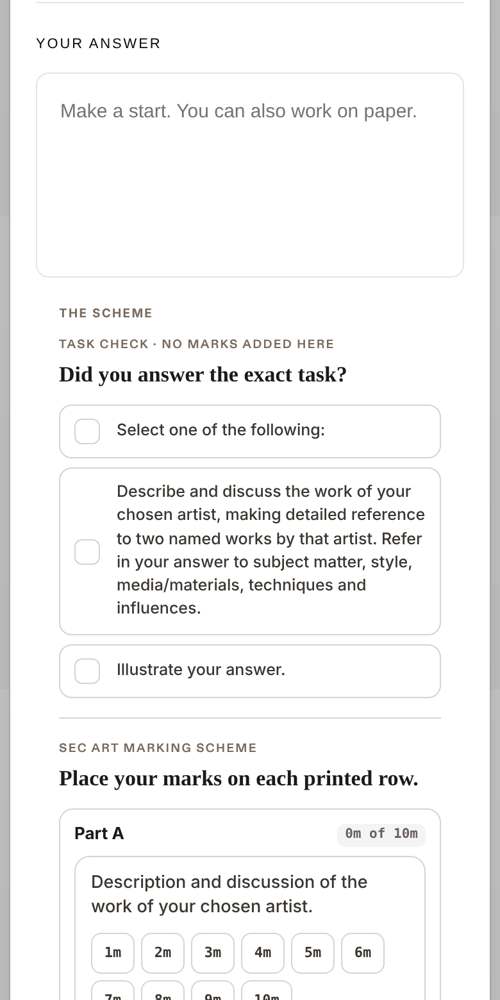 YOUR ANSWER
Make a start. You can also work on paper.
THE SCHEME
TASK CHECK · NO MARKS ADDED HERE
Did you answer the exact task?
Select one of the following:
Describe and discuss the work of your
chosen artist, making detailed reference
to two named works by that artist. Refer
in your answer to subject matter, style,
media/materials, techniques and
influences.
Illustrate your answer.
SEC ART MARKING SCHEME
Place your marks on each printed row.
Part A 0m of 10m
Description and discussion of the
work of your chosen artist.
1m 2m 3m 4m 5m 6m
7m 8m 9m 10m